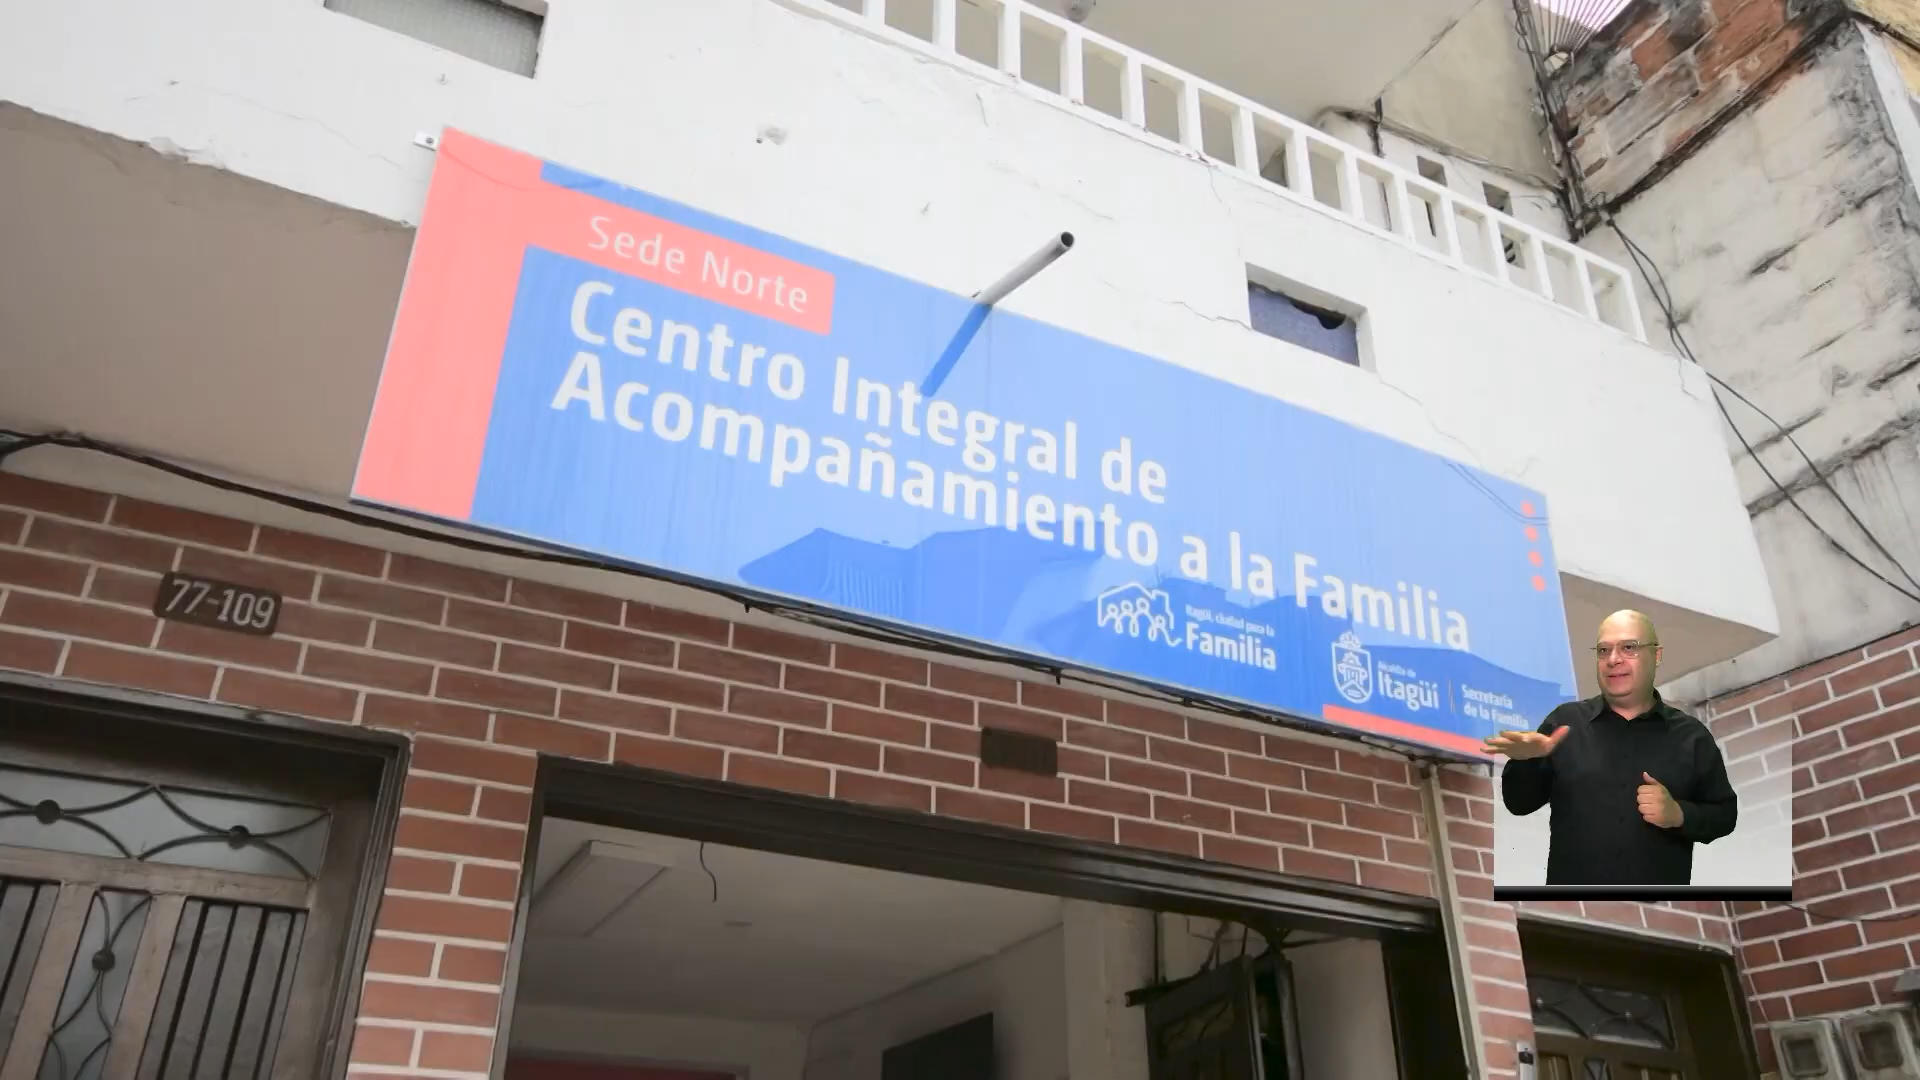 Sede Norte
Centro Integral de
Acompañamiento a la Familia
Itagüí, ciudad para la
Familia
Alcaldía de
Itagüí
Secretaría
de la Familia
77-109